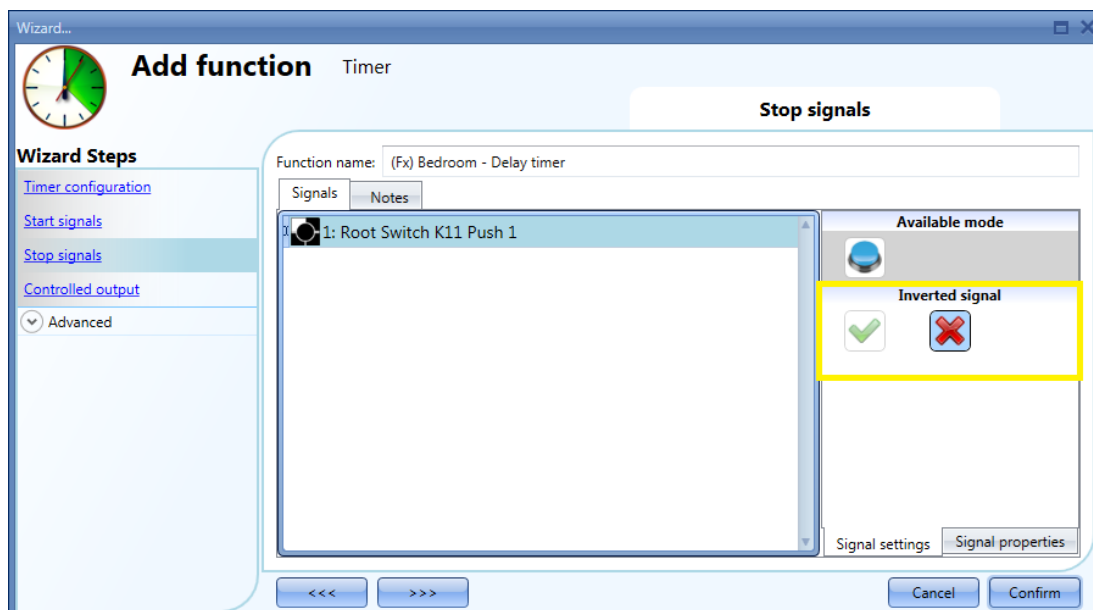 Wizard...
Add function Timer
Stop signals
Wizard Steps
Timer configuration
Start signals
Stop signals
Controlled output
Advanced
Function name: (Fx) Bedroom - Delay timer
Signals Notes
1: Root Switch K11 Push 1
Available mode
Inverted signal
Signal settings Signal properties
<<< >>> Cancel Confirm